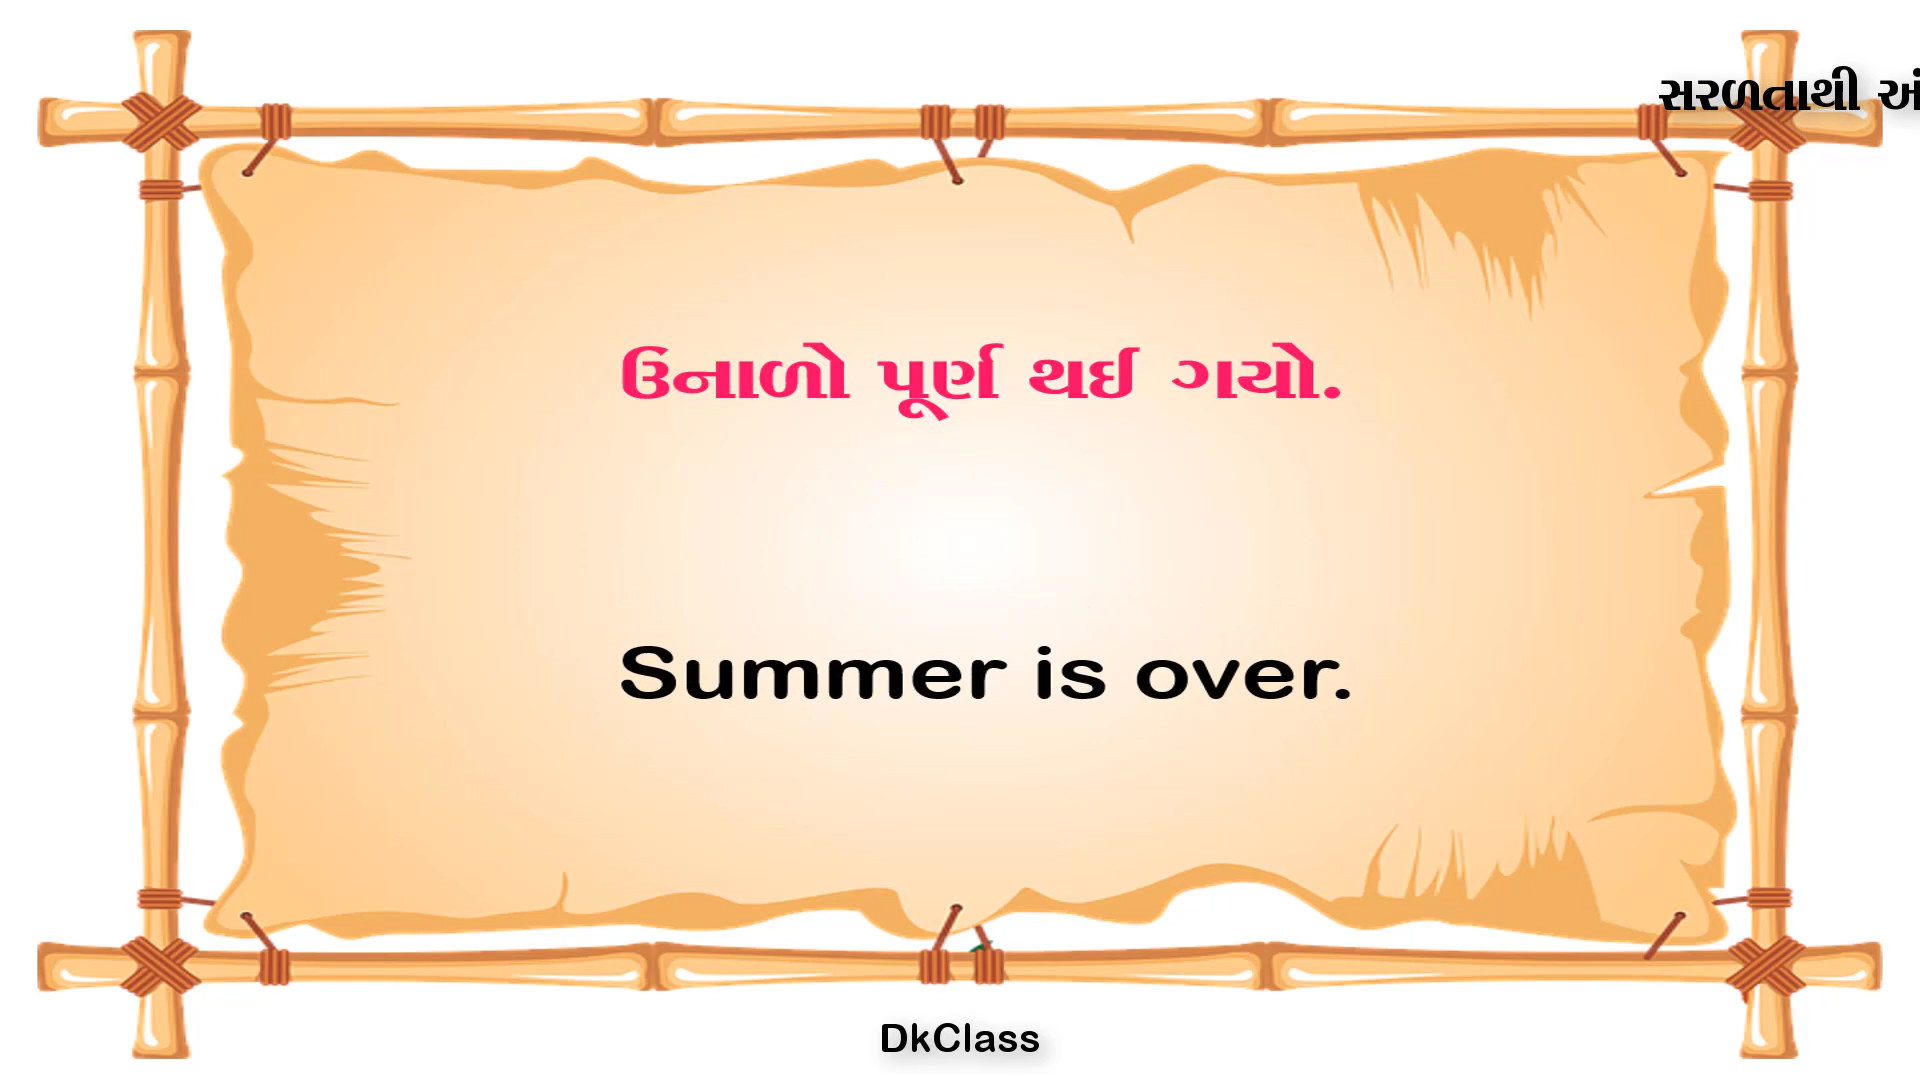 સરળતાથી
ઉનાળો પૂર્ણ થઈ ગયો.
Summer is over.
DkClass